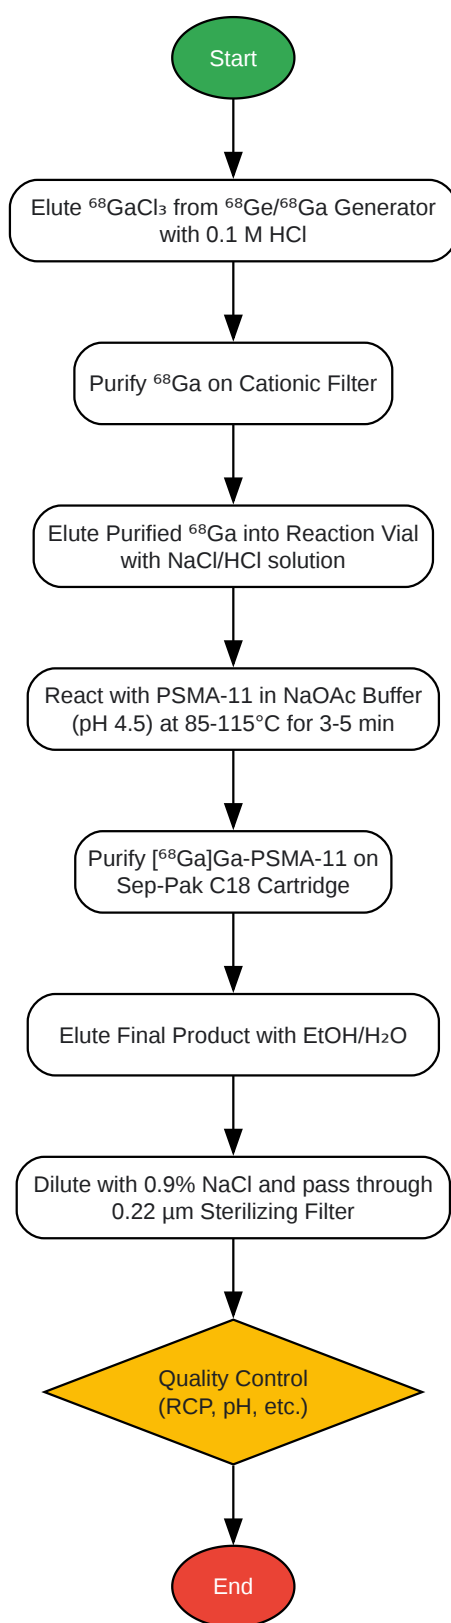 Start
Elute ⁶⁸GaCl₃ from ⁶⁸Ge/⁶⁸Ga Generator
with 0.1 M HCl
Purify ⁶⁸Ga on Cationic Filter
Elute Purified ⁶⁸Ga into Reaction Vial
with NaCl/HCl solution
React with PSMA-11 in NaOAc Buffer
(pH 4.5) at 85-115°C for 3-5 min
Purify [⁶⁸Ga]Ga-PSMA-11 on
Sep-Pak C18 Cartridge
Elute Final Product with EtOH/H₂O
Dilute with 0.9% NaCl and pass through
0.22 µm Sterilizing Filter
Quality Control
(RCP, pH, etc.)
End